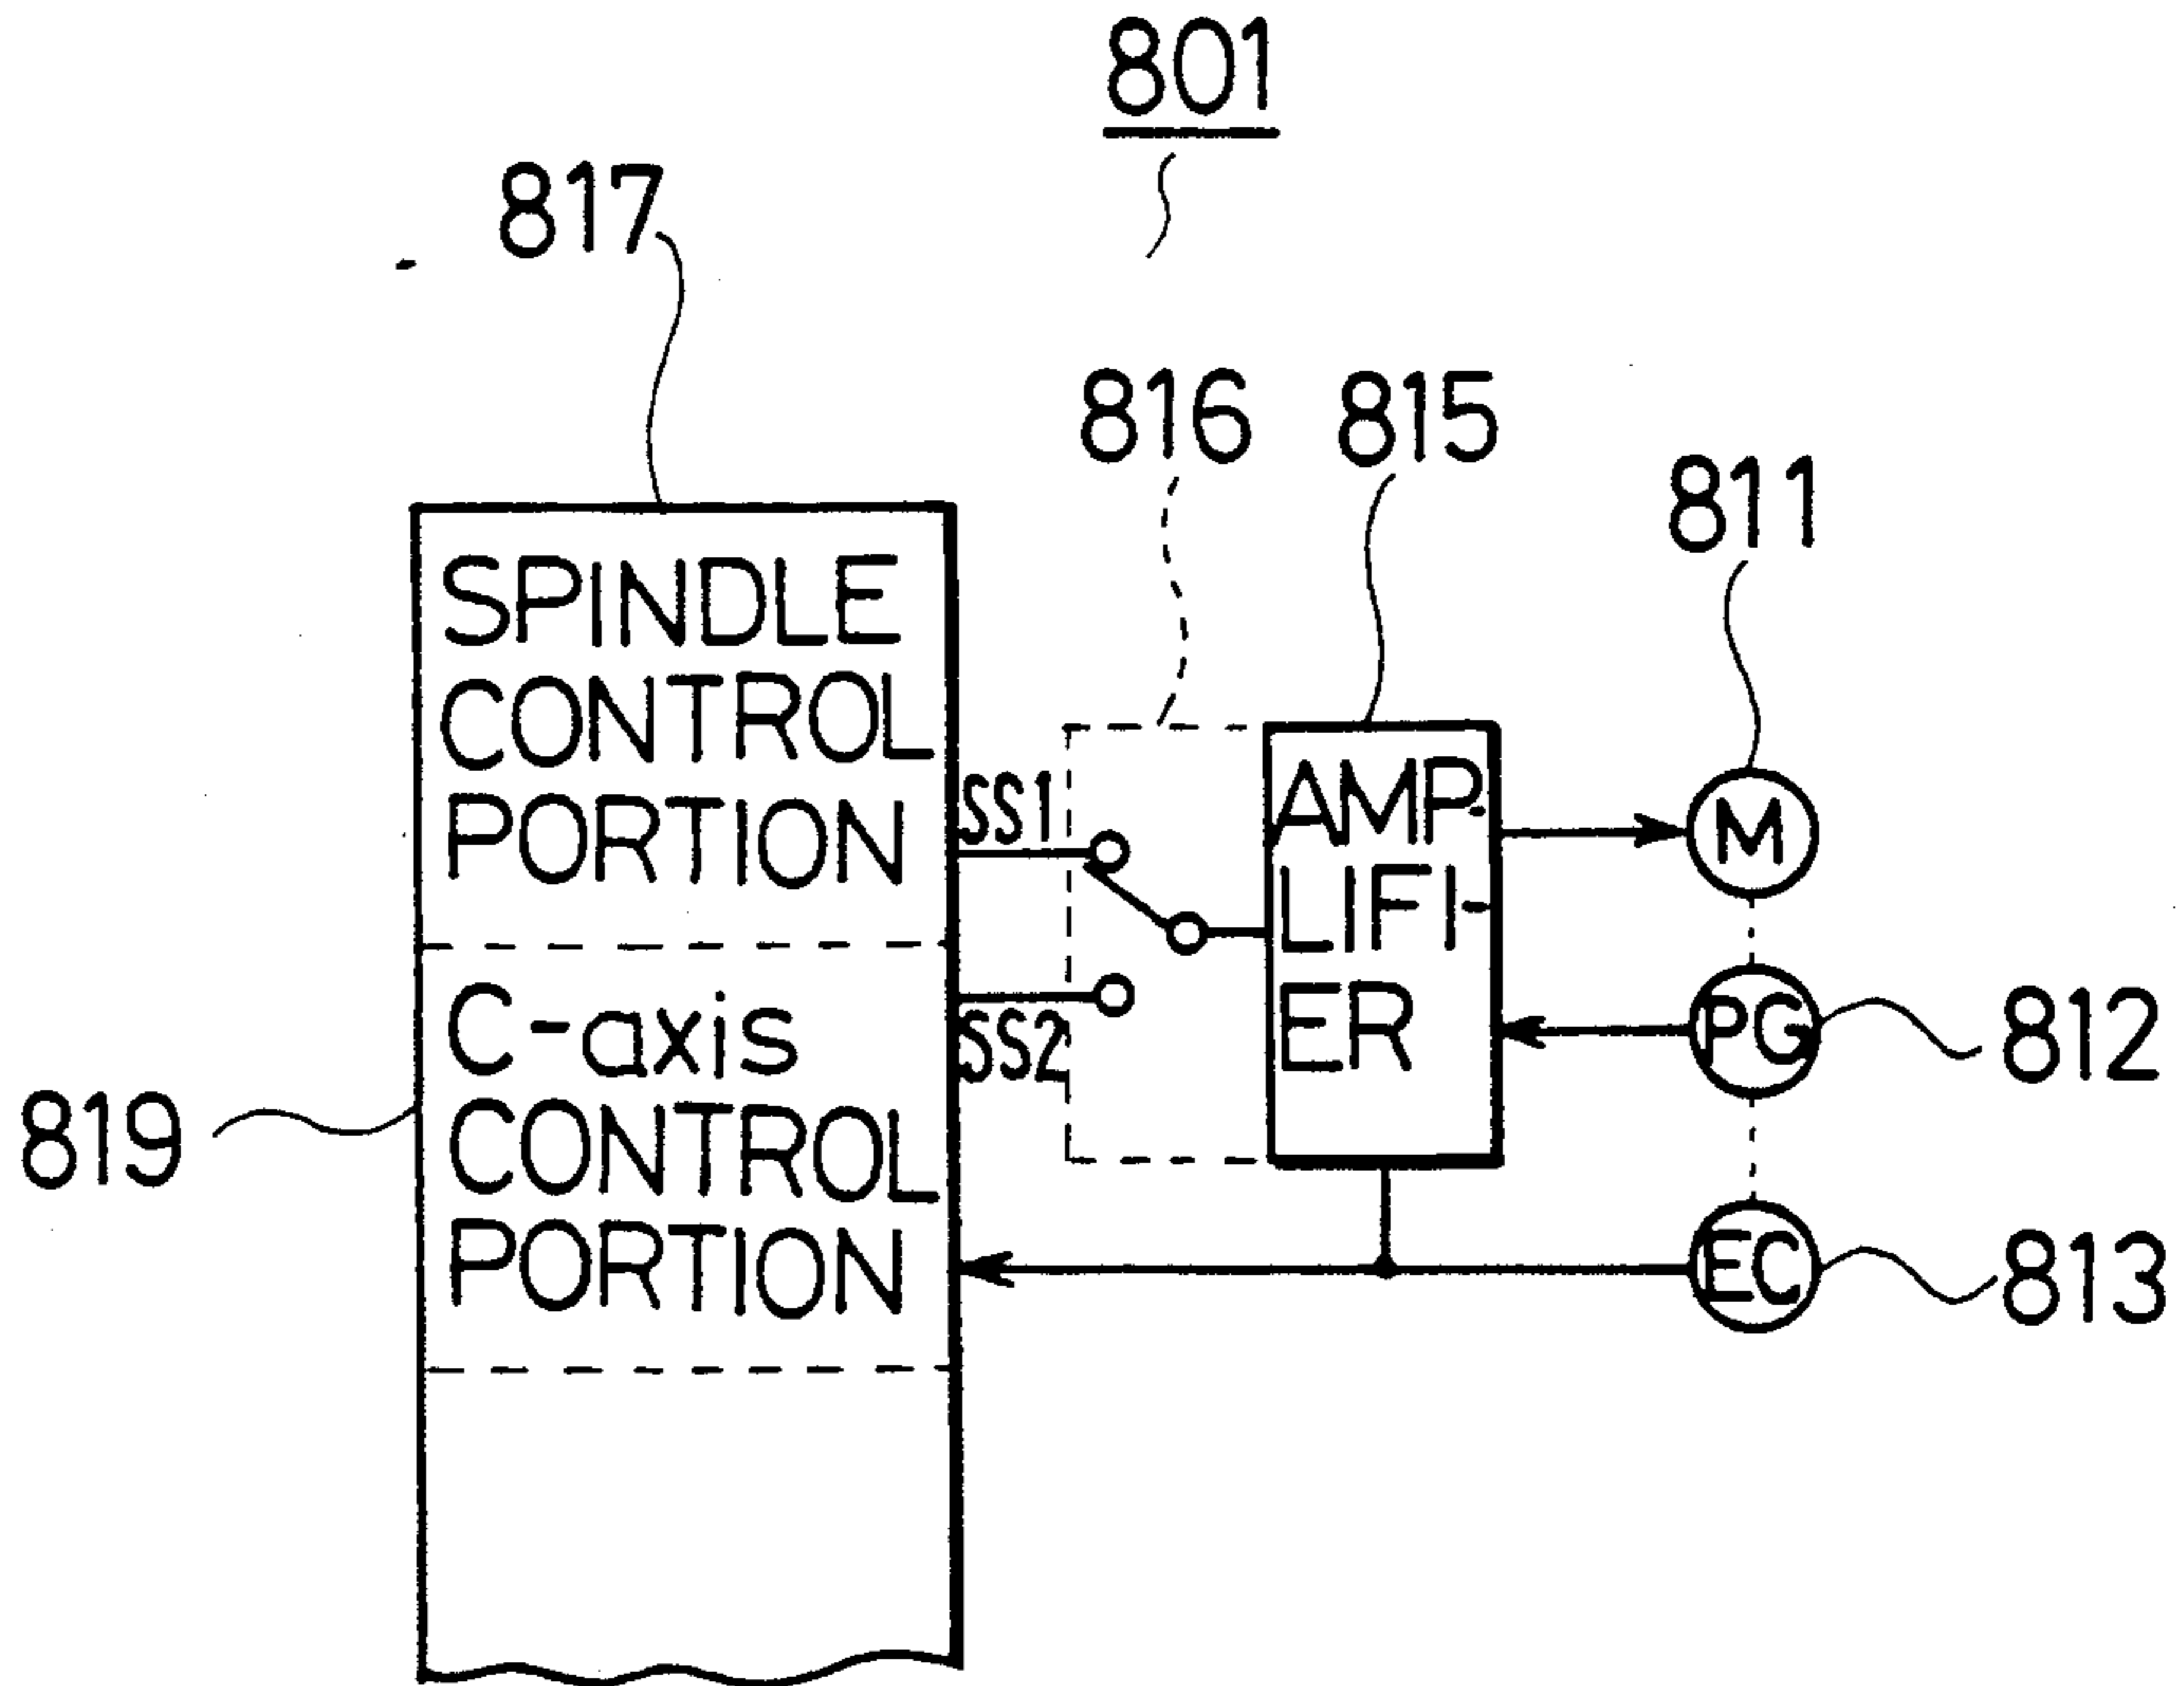 801
817
816
815
811
SPINDLE
CONTROL
PORTION
SS1
AMP.
LIFI-
ER
M
C-axis
CONTROL
PORTION
SS2
PG
812
819
EC
813